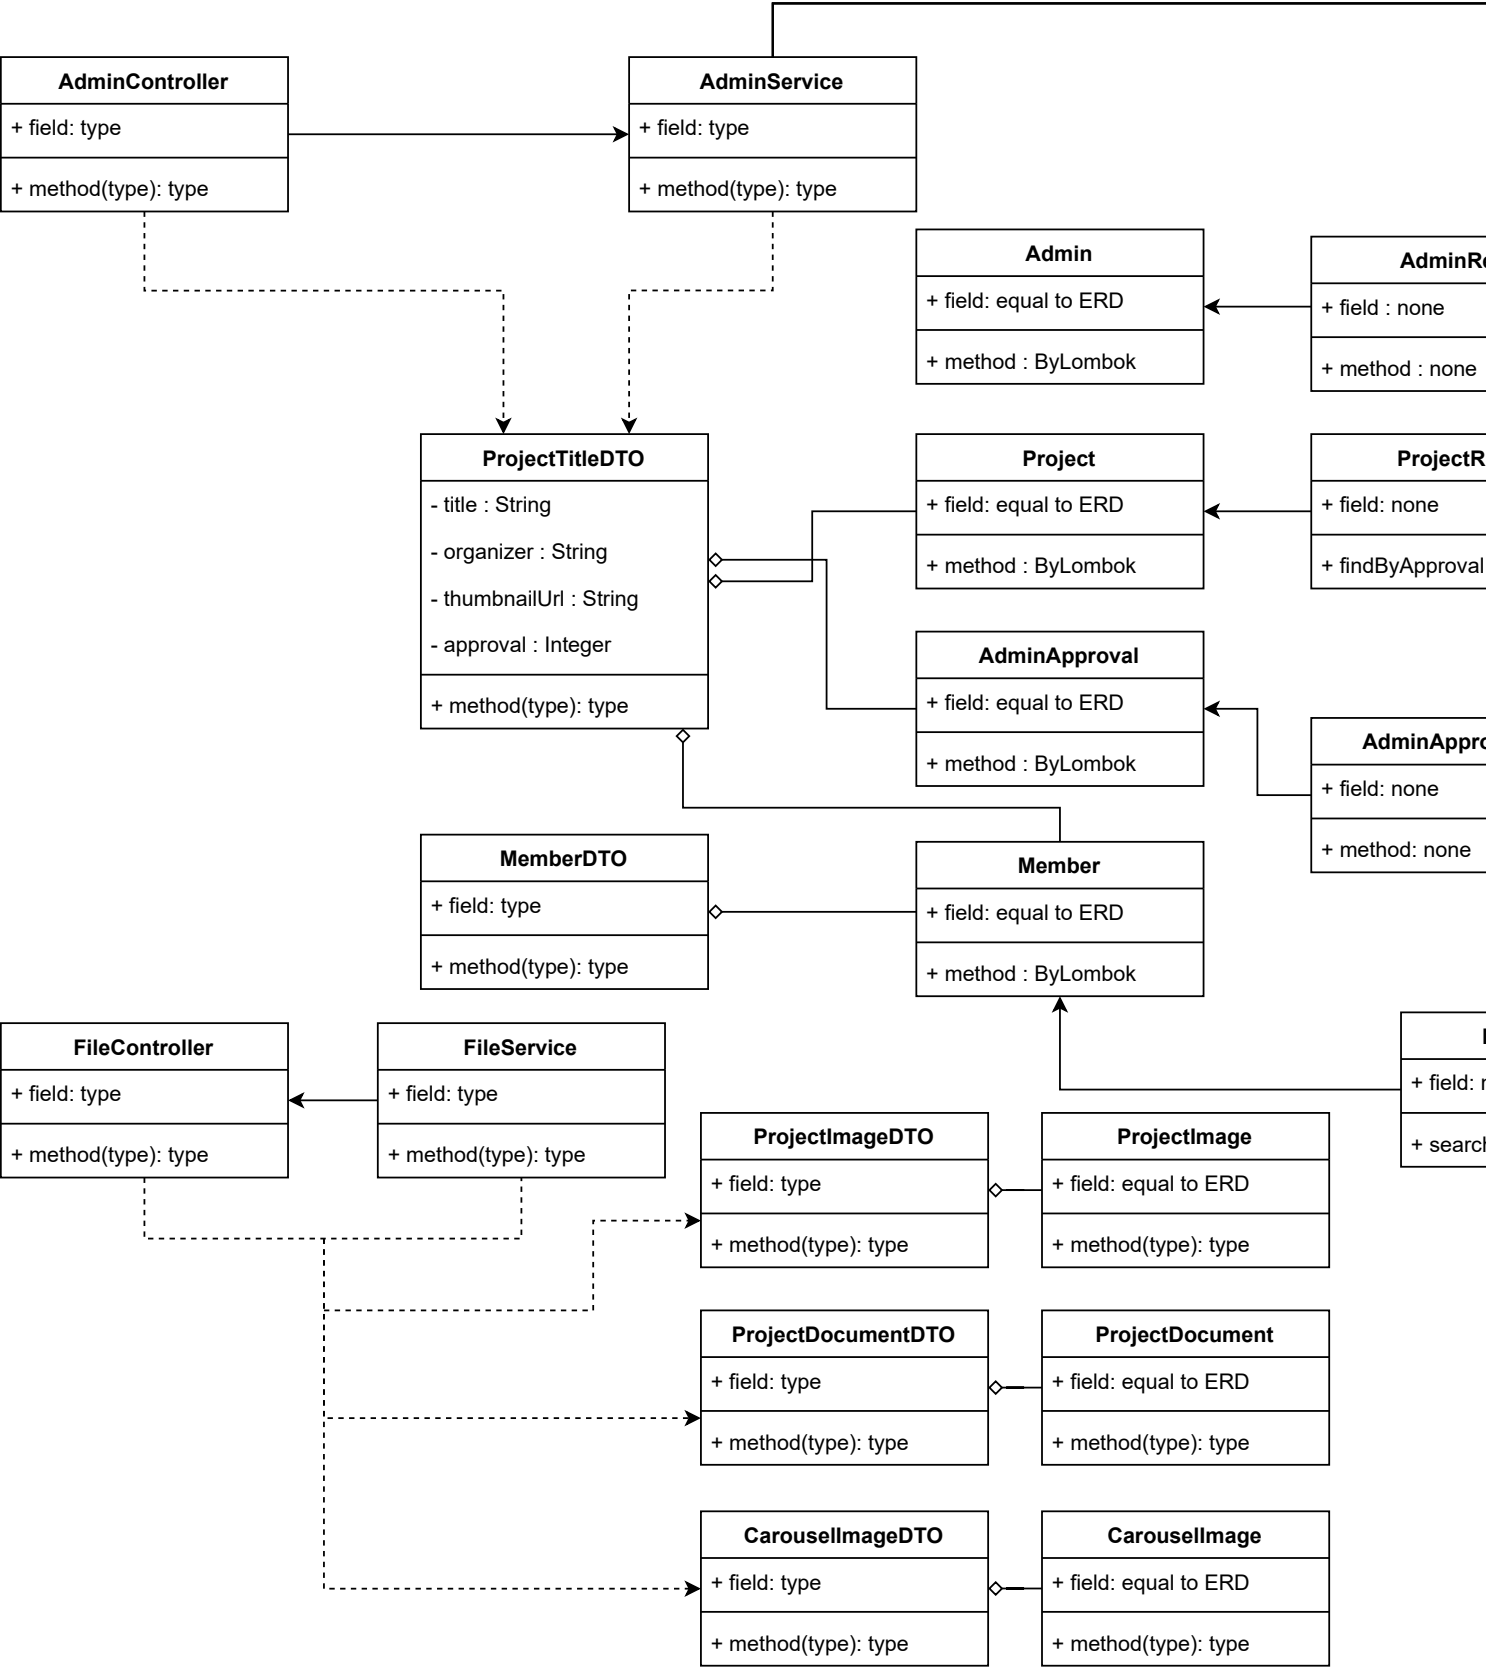 AdminController
+ field: type
+ method(type): type
AdminService
+ field: type
+ method(type): type
Admin
+ field: equal to ERD
+ method : ByLombok
+ field : none
+ method : none
ProjectTitleDTO
- title : String
- organizer : String
- thumbnailUrl : String
- approval : Integer
+ method(type): type
Project
+ field: equal to ERD
+ method : ByLombok
+ field: none
+ findByApproval
AdminApproval
+ field: equal to ERD
+ method : ByLombok
+ field: none
+ method: none
MemberDTO
+ field: type
+ method(type): type
Member
+ field: equal to ERD
+ method : ByLombok
+ field:
+
FileController
+ field: type
+ method(type): type
FileService
+ field: type
+ method(type): type
ProjectImageDTO
+ field: type
+ method(type): type
ProjectImage
+ field: equal to ERD
+ method(type): type
ProjectDocumentDTO
+ field: type
+ method(type): type
ProjectDocument
+ field: equal to ERD
+ method(type): type
CarouselImageDTO
+ field: type
+ method(type): type
CarouselImage
+ field: equal to ERD
+ method(type): type